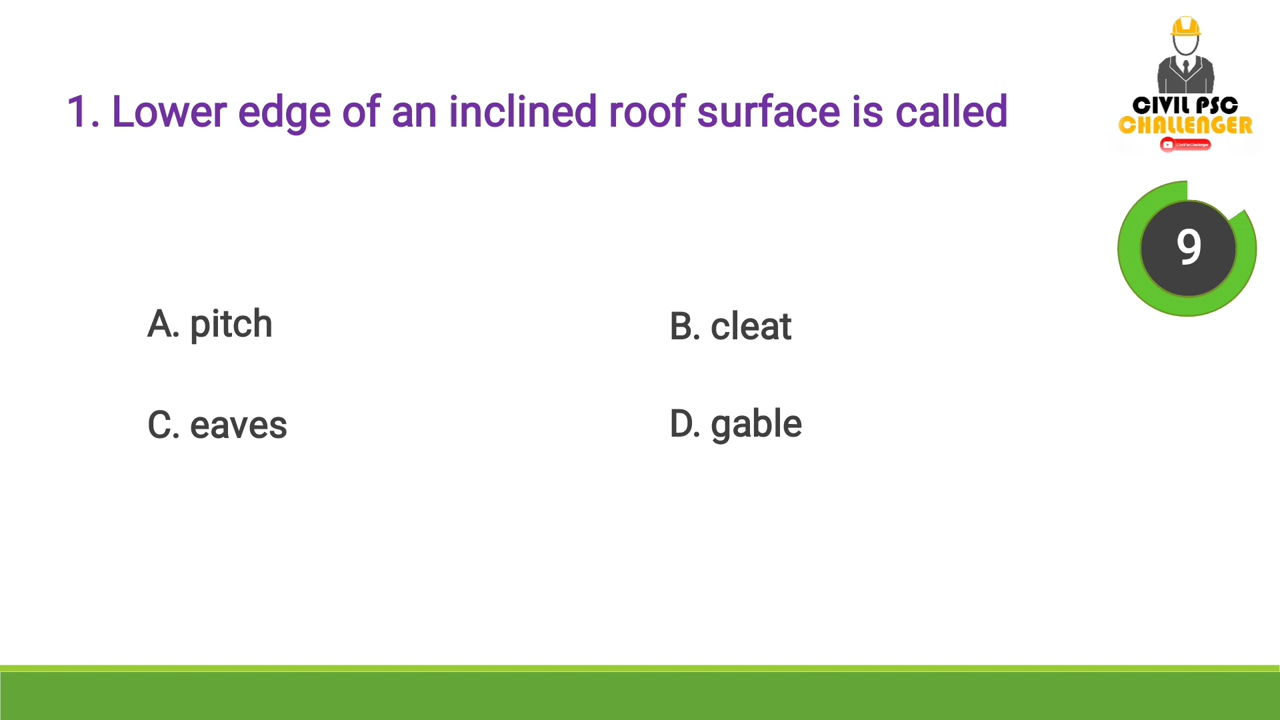 1. Lower edge of an inclined roof surface is called
CIVIL PSC
CHALLENGER
9
A. pitch
B. cleat
C. eaves
D. gable